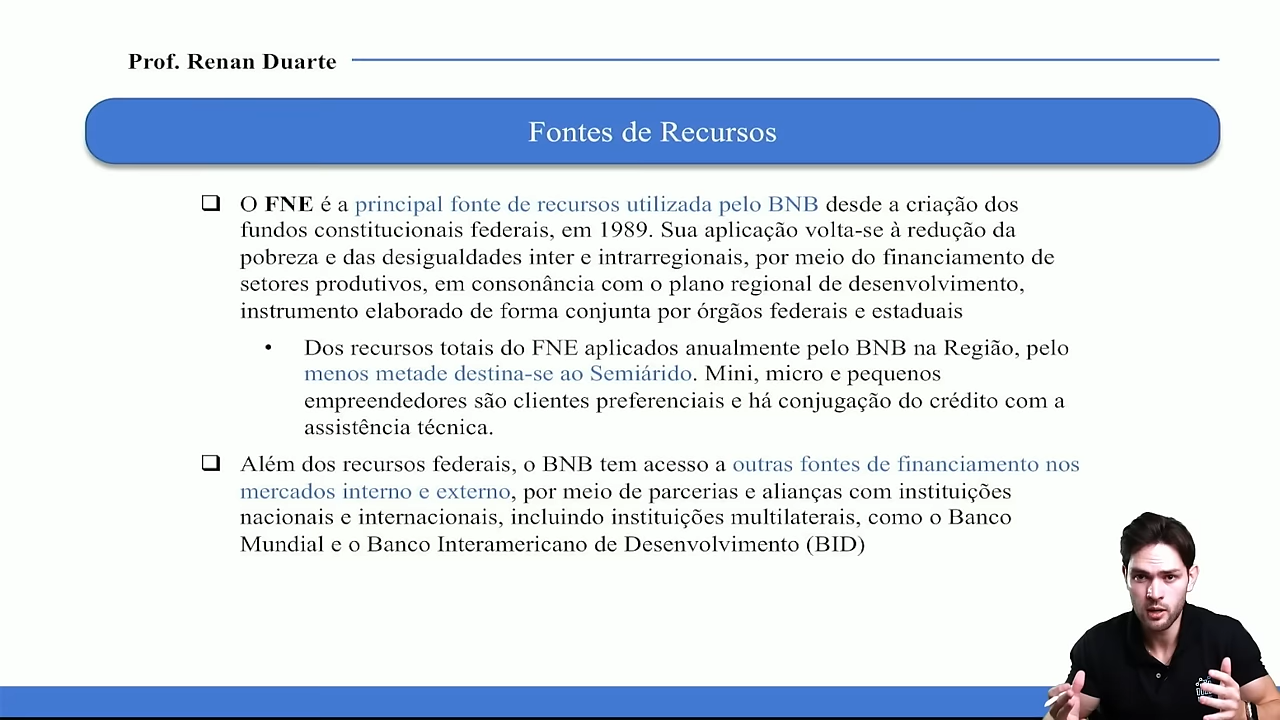 Prof. Renan Duarte
Fontes de Recursos
O FNE é a principal fonte de recursos utilizada pelo BNB desde a criação dos
fundos constitucionais federais, em 1989. Sua aplicação volta-se à redução da
pobreza e das desigualdades inter e intrarregionais, por meio do financiamento de
setores produtivos, em consonância com o plano regional de desenvolvimento,
instrumento elaborado de forma conjunta por órgãos federais e estaduais
• Dos recursos totais do FNE aplicados anualmente pelo BNB na Região, pelo
menos metade destina-se ao Semiárido. Mini, micro e pequenos
empreendedores são clientes preferenciais e há conjugação do crédito com a
assistência técnica.
Além dos recursos federais, o BNB tem acesso a outras fontes de financiamento nos
mercados interno e externo, por meio de parcerias e alianças com instituições
nacionais e internacionais, incluindo instituições multilaterais, como o Banco
Mundial e o Banco Interamericano de Desenvolvimento (BID)